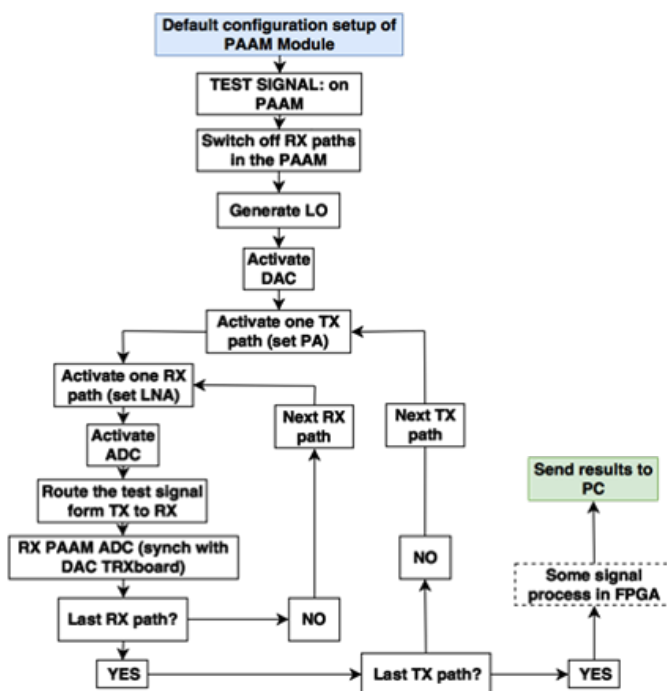 Default configuration setup of
PAAM Module
TEST SIGNAL: on
PAAM
Switch off RX paths
in the PAAM
Generate LO
Activate
DAC
Activate one TX
path (set PA)
Activate one RX
path (set LNA)
Next RX
path
Next TX
path
Activate
ADC
Send results to
PC
Route the test signal
form TX to RX
RX PAAM ADC (synch with
DAC TRXboard)
NO
Some signal
process in FPGA
Last RX path?
NO
YES
Last TX path?
YES